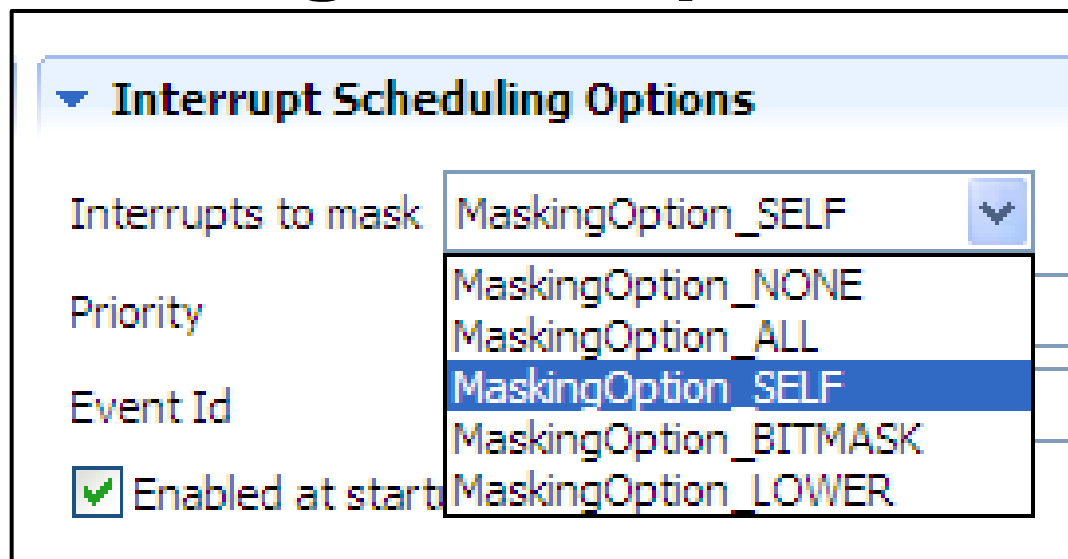 Interrupt Scheduling Options
Interrupts to mask MaskingOption_SELF
MaskingOption_NONE
Priority
MaskingOption_ALL
MaskingOption_SELF
Event Id
MaskingOption_BITMASK
Enabled at start
MaskingOption_LOWER